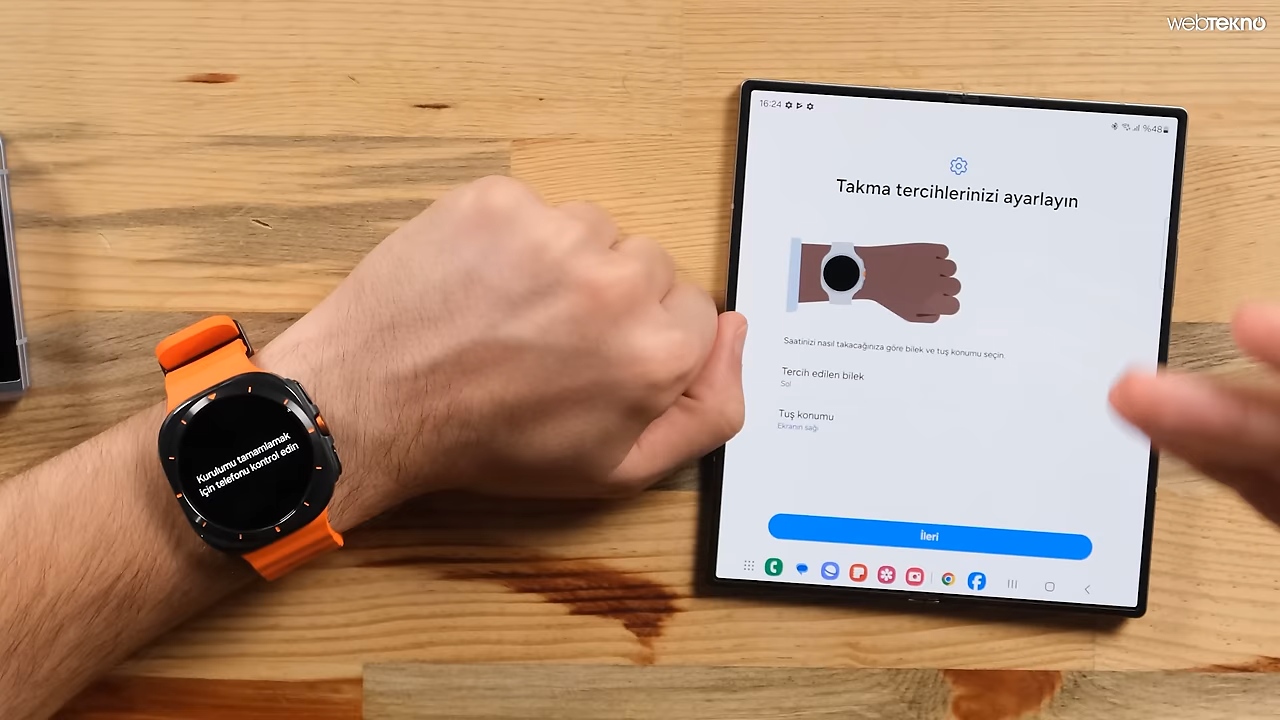 webtekno
16:24
%48
Takma tercihlerinizi ayarlayın
Saatinizi nasıl takacağınıza göre bilek ve tuş konumu seçin.
Tercih edilen bilek
Sol
Tuş konumu
Ekranın sağı
İleri
Kurulumu tamamlamak
için telefonu kontrol edin